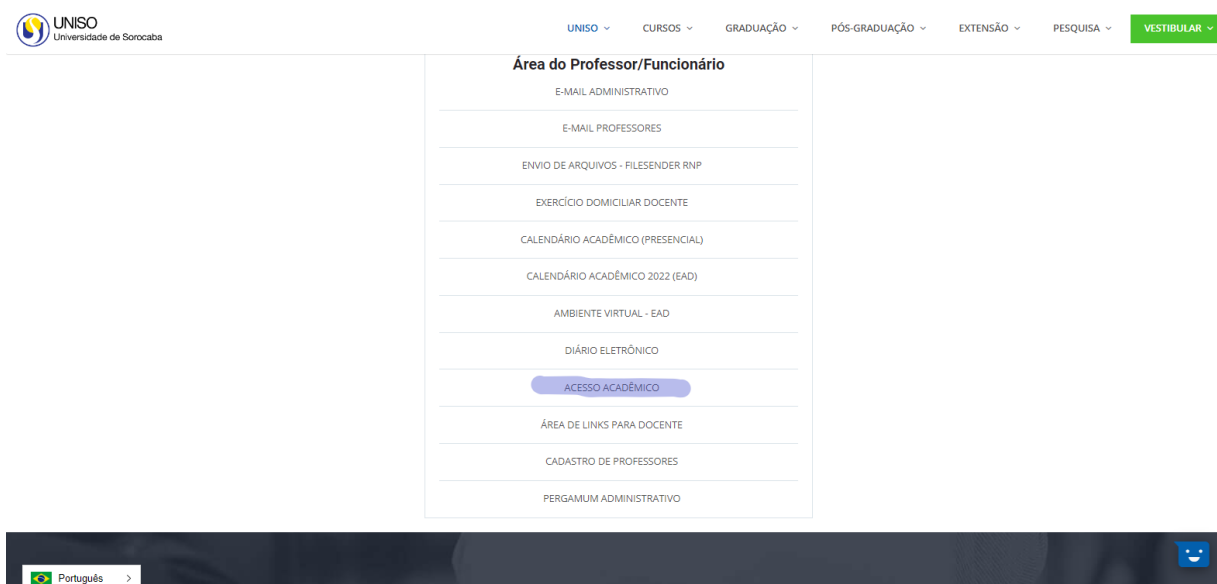 UNISO
Universidade de Sorocaba
UNISO CURSOS GRADUAÇÃO PÓS-GRADUAÇÃO EXTENSÃO PESQUISA VESTIBULAR
Área do Professor/Funcionário
E-MAIL ADMINISTRATIVO
E-MAIL PROFESSORES
ENVIO DE ARQUIVOS - FILESENDER RNP
EXERCÍCIO DOMICILIAR DOCENTE
CALENDÁRIO ACADÊMICO (PRESENCIAL)
CALENDÁRIO ACADÊMICO 2022 (EAD)
AMBIENTE VIRTUAL - EAD
DIÁRIO ELETRÔNICO
ACESSO ACADÊMICO
ÁREA DE LINKS PARA DOCENTE
CADASTRO DE PROFESSORES
PERGAMUM ADMINISTRATIVO
Português